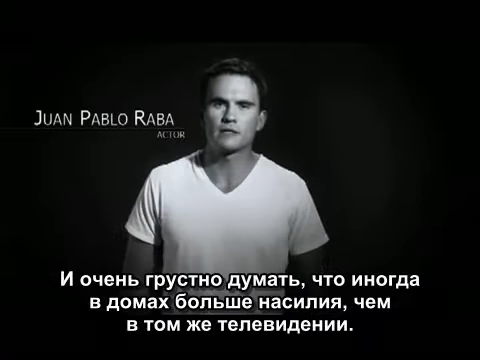 JUAN PABLO RABA
ACTOR
И очень грустно думать, что иногда
в домах больше насилия, чем
в том же телевидении.